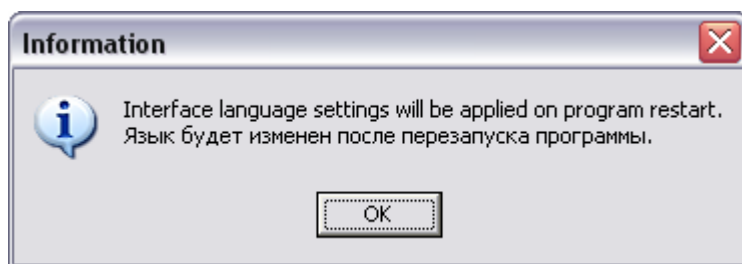 Information
Interface language settings will be applied on program restart.
Язык будет изменен после перезапуска программы.
OK